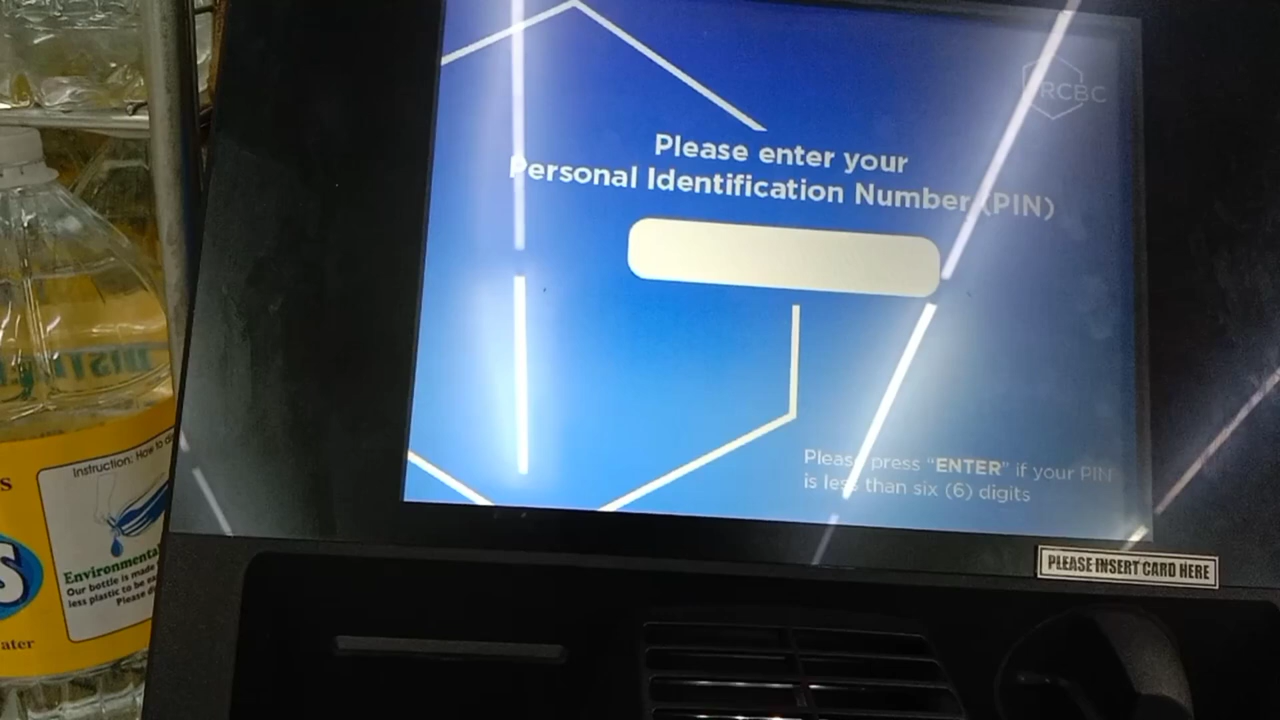 RCBC
Please enter your
Personal Identification Number (PIN)
Please press "ENTER" if your PIN
is less than six (6) digits
PLEASE INSERT CARD HERE
Instruction: How to
Environmenta
Our bottle is made
less plastic to be ea
Please d
S
S
ater